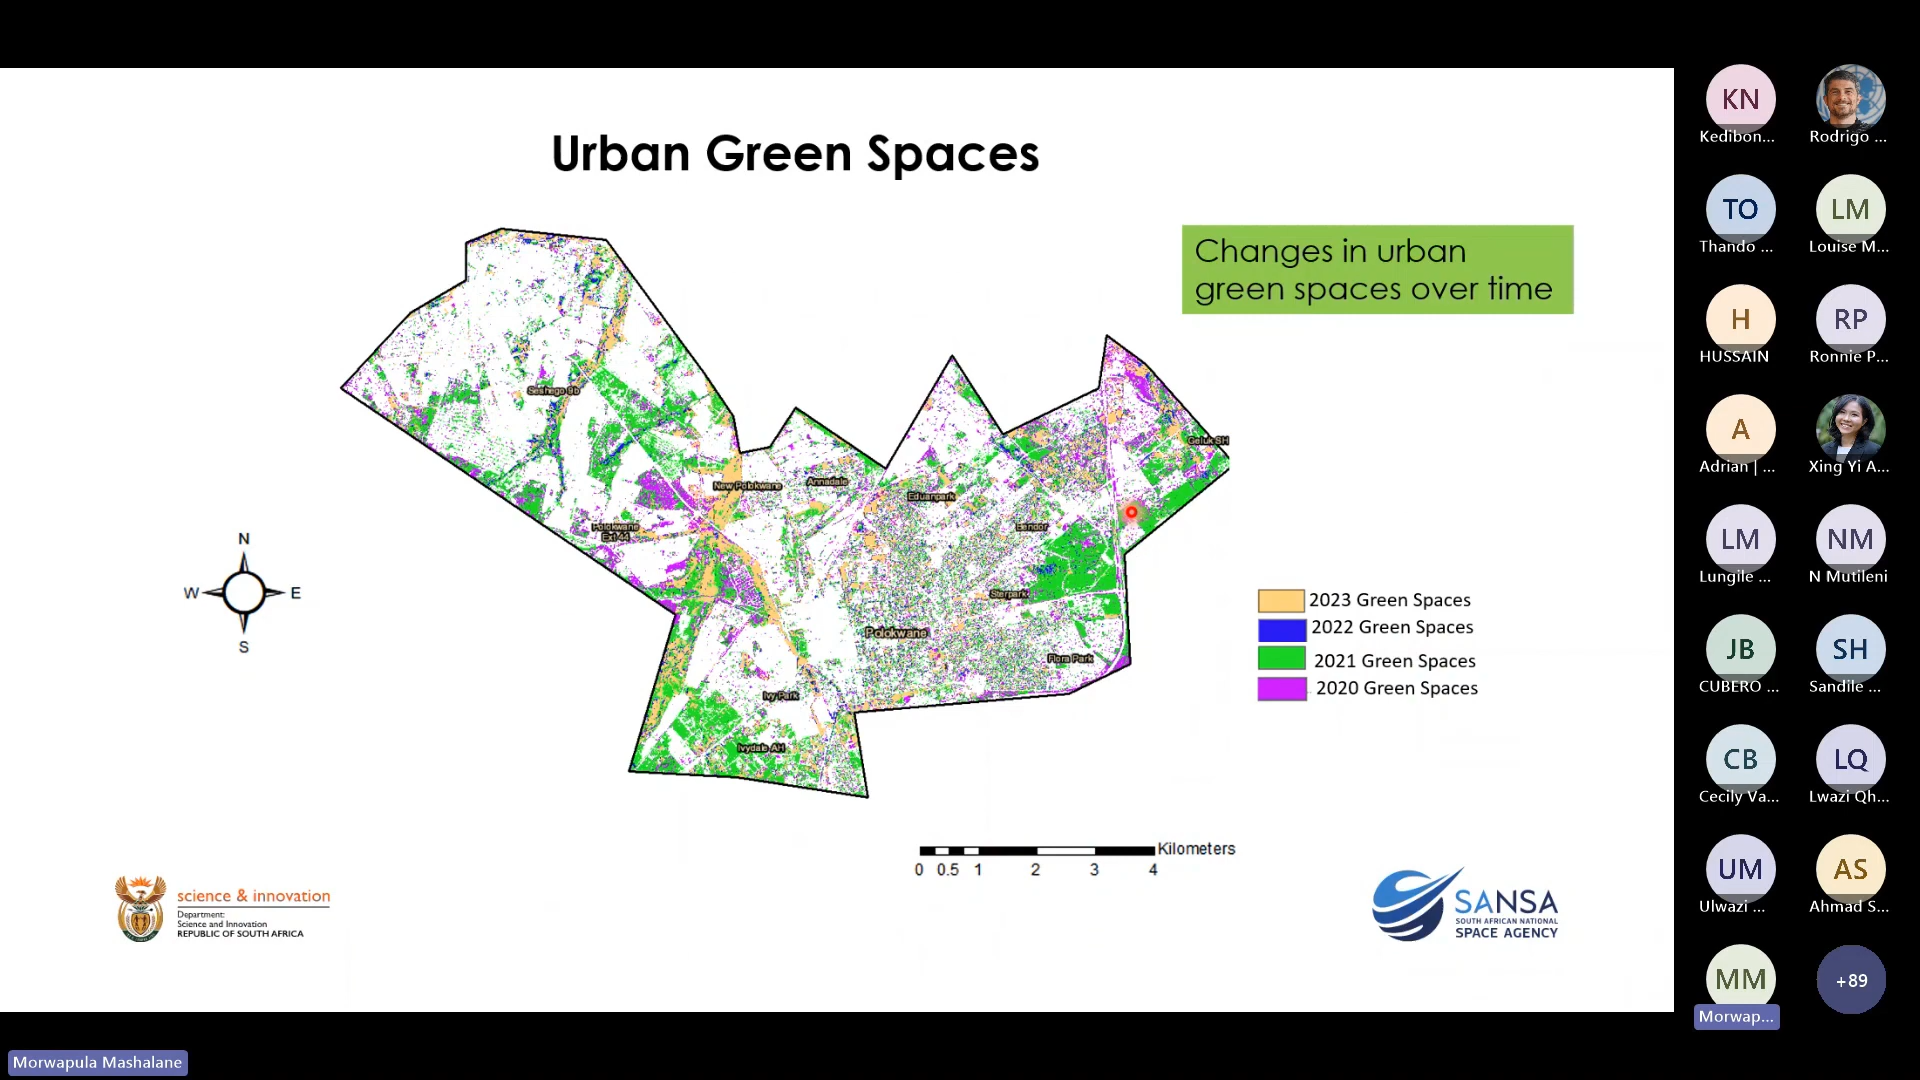 Urban Green Spaces
Changes in urban
green spaces over time
Seshego 9b
New Polokwane
Annadale
Eduanpark
Geluk SH
Polokwane
Ext 44
Bendor
Sterpark
Polokwane
Flora Park
Ivy Park
Ivydale AH
N
W
E
S
2023 Green Spaces
2022 Green Spaces
2021 Green Spaces
2020 Green Spaces
Kilometers
0 0.5 1 2 3 4
science & innovation
Department:
Science and Innovation
REPUBLIC OF SOUTH AFRICA
SANSA
SOUTH AFRICAN NATIONAL
SPACE AGENCY
KN
Kedibon...
Rodrigo ...
TO
Thando ...
LM
Louise M...
H
HUSSAIN
RP
Ronnie P...
A
Adrian | ...
Xing Yi A...
LM
Lungile ...
NM
N Mutileni
JB
CUBERO ...
SH
Sandile ...
CB
Cecily Va...
LQ
Lwazi Qh...
UM
Ulwazi ...
AS
Ahmad S...
MM
Morwap...
+89
Morwapula Mashalane